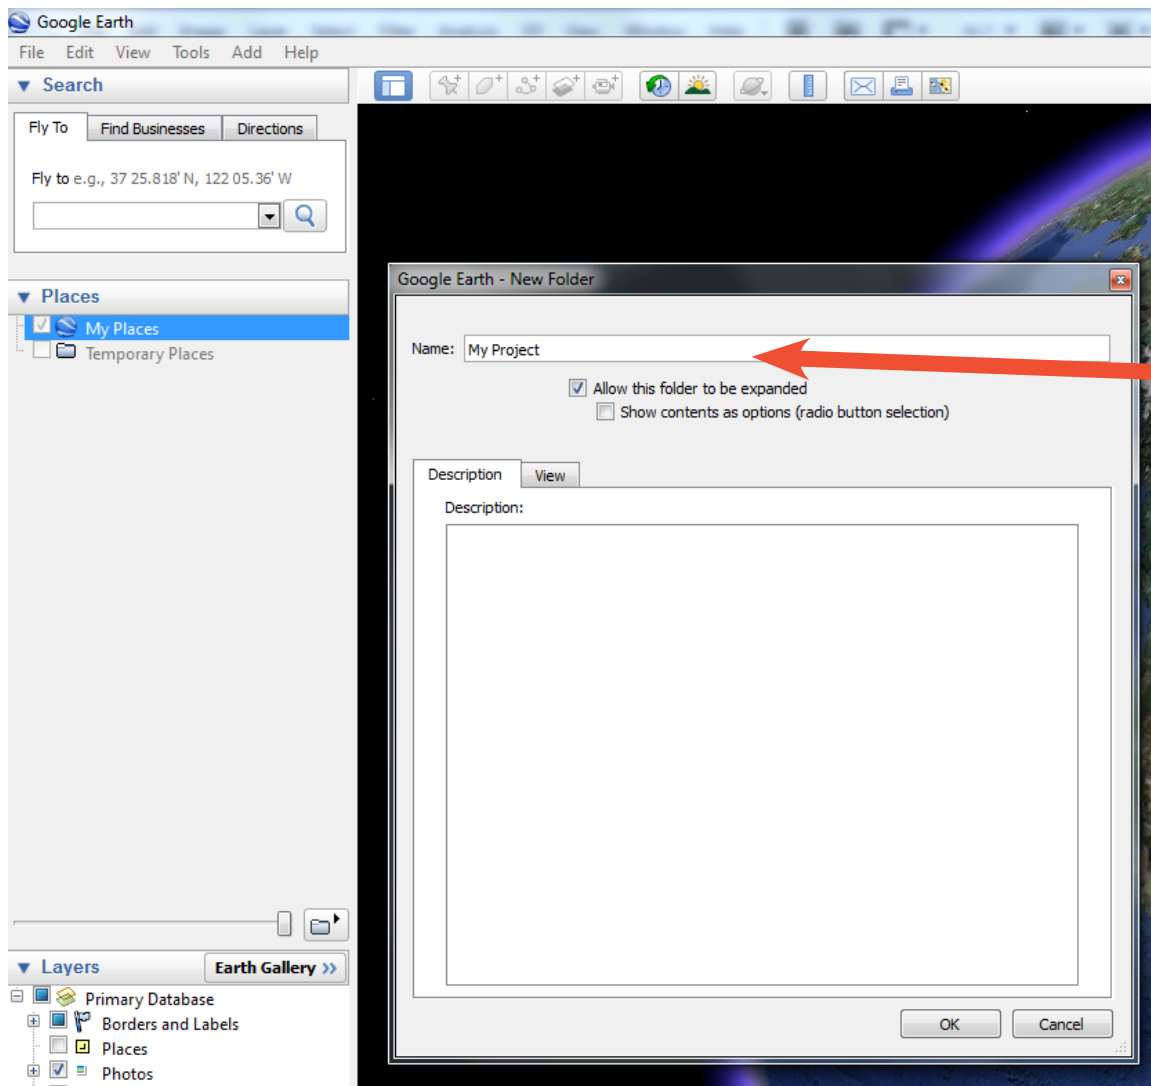 Google Earth
File Edit View Tools Add Help
Search
Fly To Find Businesses Directions
Fly to e.g., 37 25.818' N, 122 05.36' W
Places
My Places
Temporary Places
Google Earth - New Folder
Name: My Project
Allow this folder to be expanded
Show contents as options (radio button selection)
Description View
Description:
OK Cancel
Layers Earth Gallery >>
Primary Database
Borders and Labels
Places
Photos